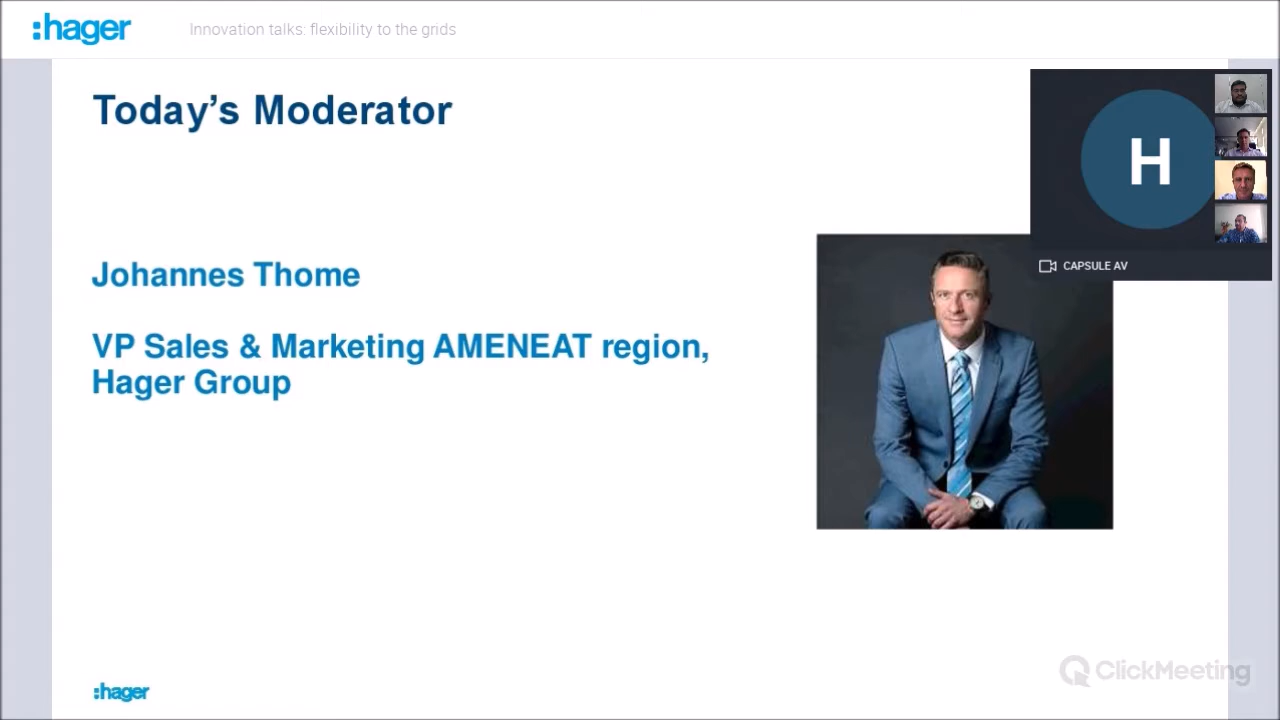 :hager
Innovation talks: flexibility to the grids
Today's Moderator
H
CAPSULE AV
Johannes Thome
VP Sales & Marketing AMENEAT region,
Hager Group
:hager
ClickMeeting